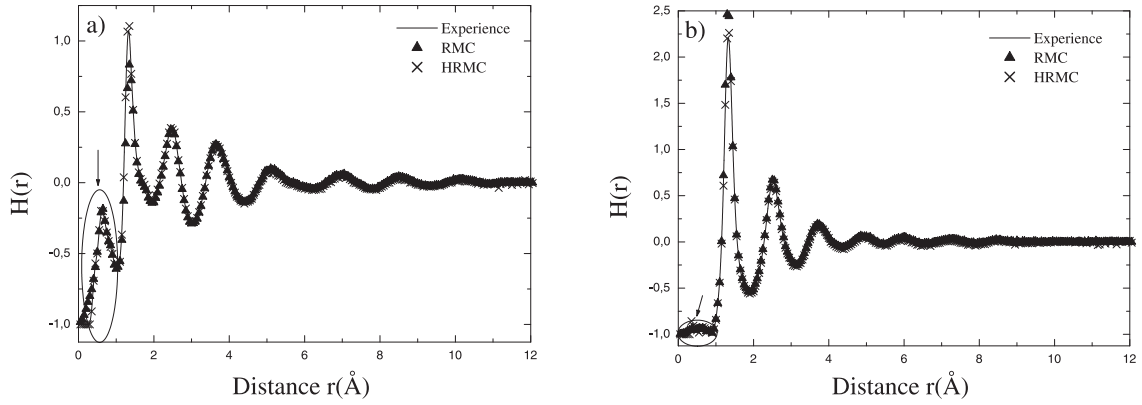 a)
Experience
RMC
HRMC
1,0
0,5
0,0
-0,5
-1,0
H(r)
0 2 4 6 8 10 12
Distance r(Å)
b)
Experience
RMC
HRMC
2,5
2,0
1,5
1,0
0,5
0,0
-0,5
-1,0
H(r)
0 2 4 6 8 10 12
Distance r(Å)